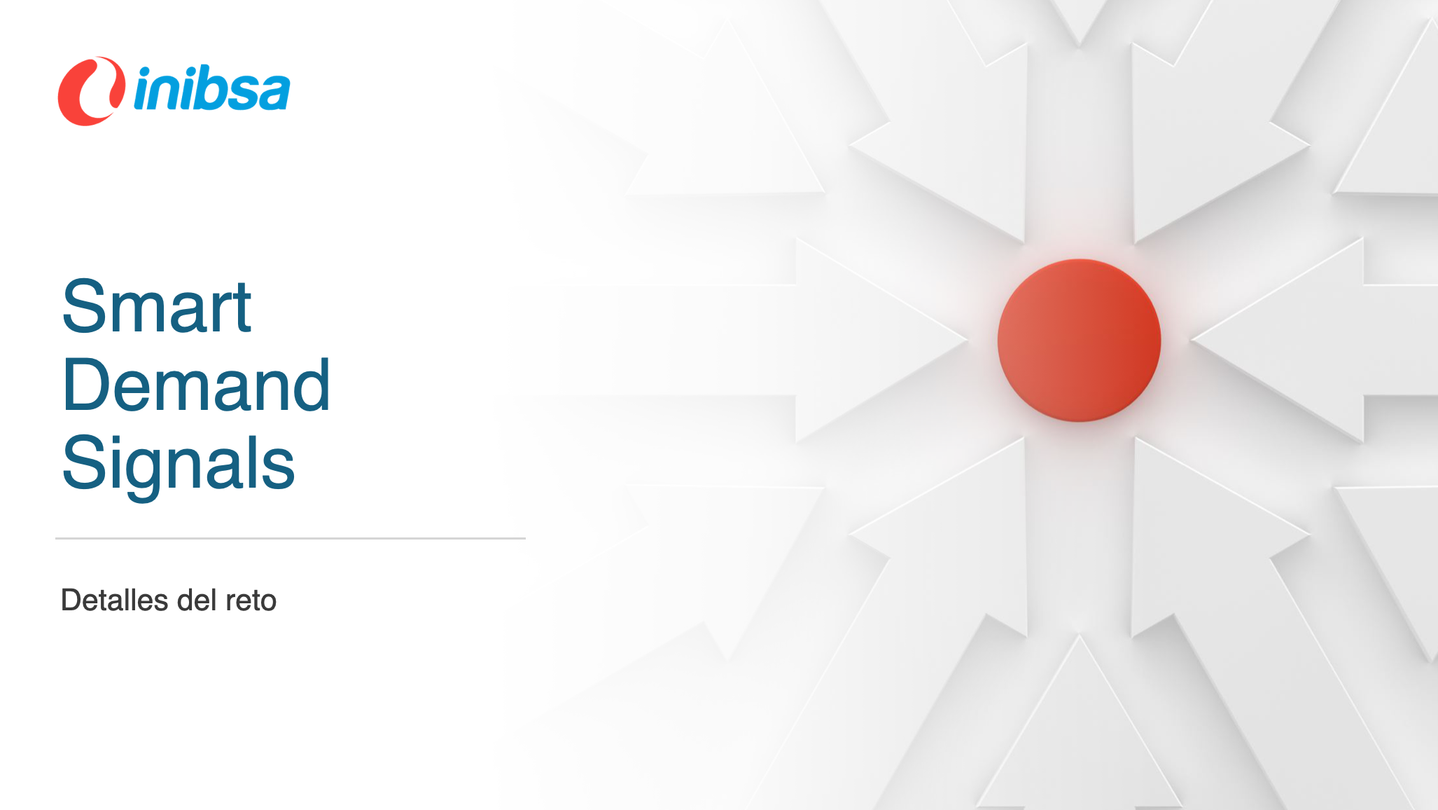 inibsa
Smart
Demand
Signals
Detalles del reto